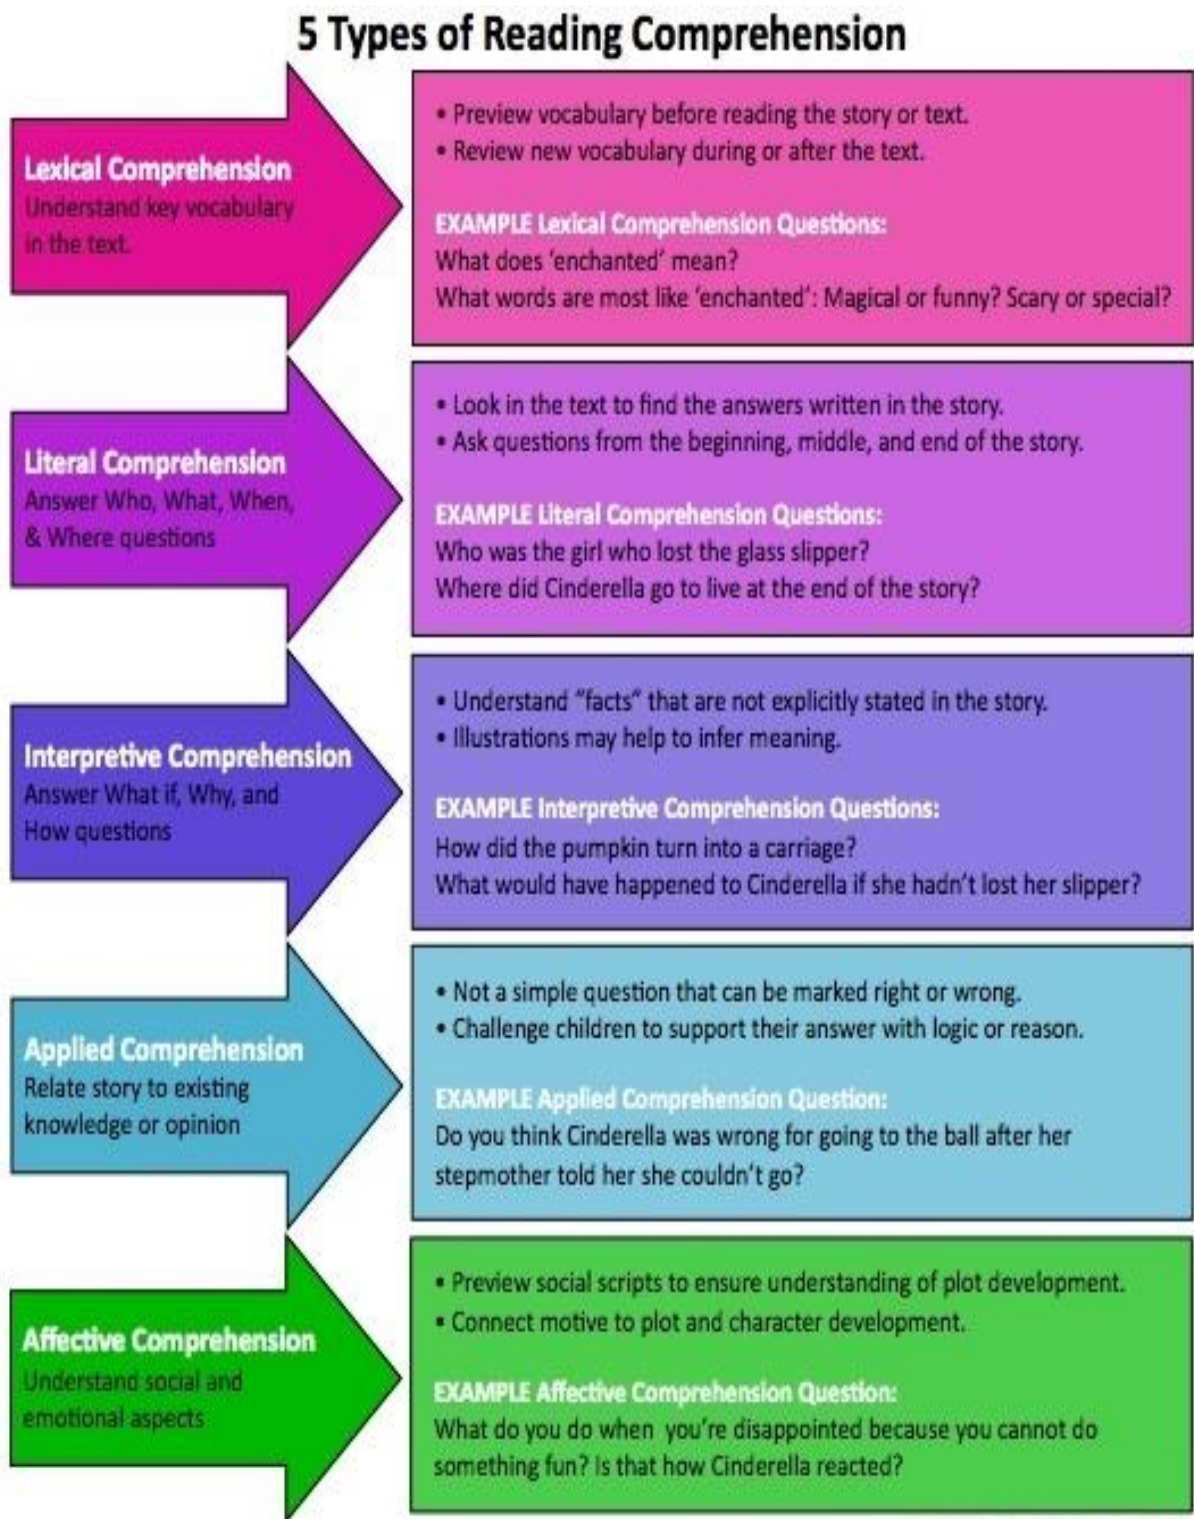 5 Types of Reading Comprehension
Lexical Comprehension
Understand key vocabulary
in the text.
• Preview vocabulary before reading the story or text.
• Review new vocabulary during or after the text.
EXAMPLE Lexical Comprehension Questions:
What does ‘enchanted’ mean?
What words are most like ‘enchanted’: Magical or funny? Scary or special?
Literal Comprehension
Answer Who, What, When,
& Where questions
• Look in the text to find the answers written in the story.
• Ask questions from the beginning, middle, and end of the story.
EXAMPLE Literal Comprehension Questions:
Who was the girl who lost the glass slipper?
Where did Cinderella go to live at the end of the story?
Interpretive Comprehension
Answer What if, Why, and
How questions
• Understand “facts” that are not explicitly stated in the story.
• Illustrations may help to infer meaning.
EXAMPLE Interpretive Comprehension Questions:
How did the pumpkin turn into a carriage?
What would have happened to Cinderella if she hadn’t lost her slipper?
Applied Comprehension
Relate story to existing
knowledge or opinion
• Not a simple question that can be marked right or wrong.
• Challenge children to support their answer with logic or reason.
EXAMPLE Applied Comprehension Question:
Do you think Cinderella was wrong for going to the ball after her
stepmother told her she couldn’t go?
Affective Comprehension
Understand social and
emotional aspects
• Preview social scripts to ensure understanding of plot development.
• Connect motive to plot and character development.
EXAMPLE Affective Comprehension Question:
What do you do when you’re disappointed because you cannot do
something fun? Is that how Cinderella reacted?